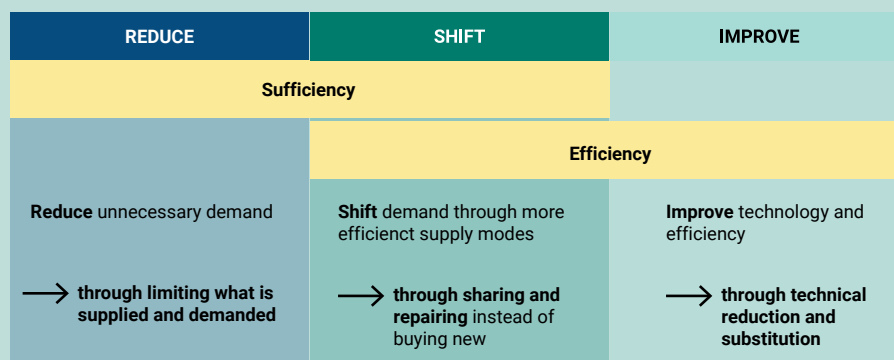 REDUCE
SHIFT
IMPROVE
Sufficiency
Efficiency
Reduce unnecessary demand
through limiting what is
supplied and demanded
Shift demand through more
efficienct supply modes
through sharing and
repairing instead of
buying new
Improve technology and
efficiency
through technical
reduction and
substitution